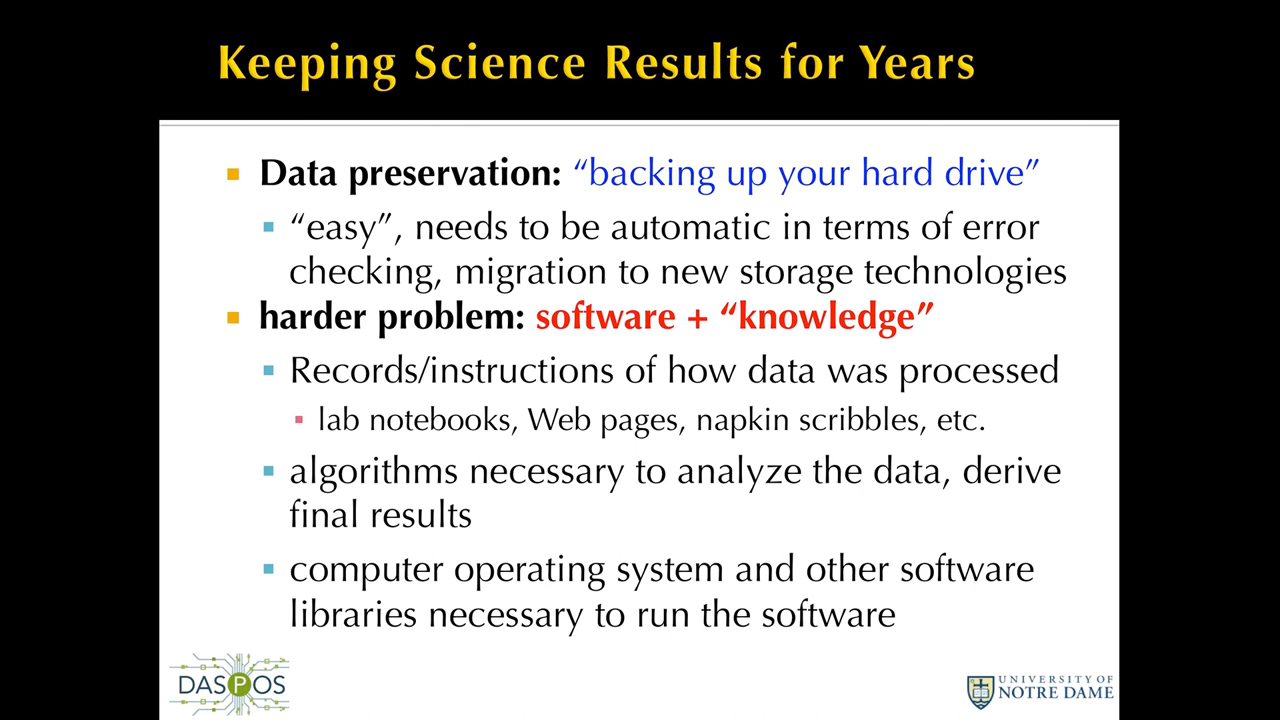 Keeping Science Results for Years
Data preservation: “backing up your hard drive”
“easy”, needs to be automatic in terms of error
checking, migration to new storage technologies
harder problem: software + “knowledge”
Records/instructions of how data was processed
lab notebooks, Web pages, napkin scribbles, etc.
algorithms necessary to analyze the data, derive
final results
computer operating system and other software
libraries necessary to run the software
DASPOS
UNIVERSITY OF
NOTRE DAME